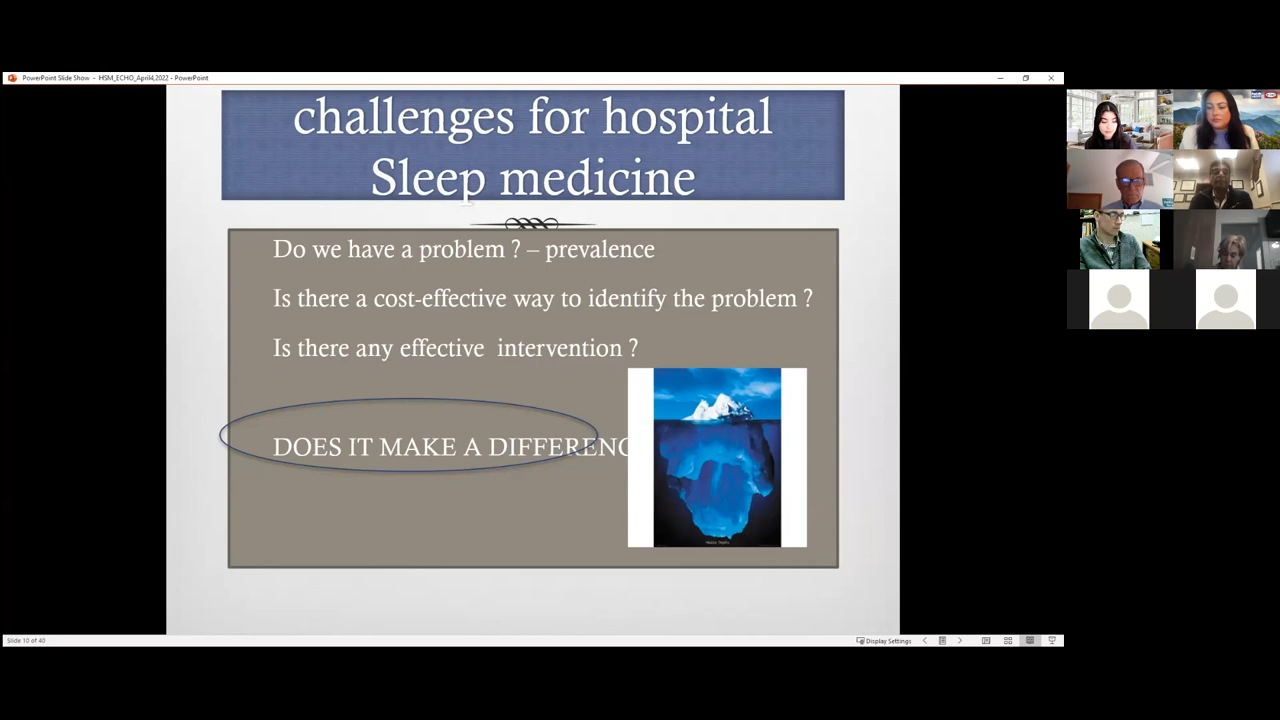 PowerPoint Slide Show - HSM_ECHO_April4,2022 - PowerPoint
challenges for hospital
Sleep medicine
Do we have a problem ? – prevalence
Is there a cost-effective way to identify the problem ?
Is there any effective intervention ?
DOES IT MAKE A DIFFERENC
Slide 10 of 40
Display Settings